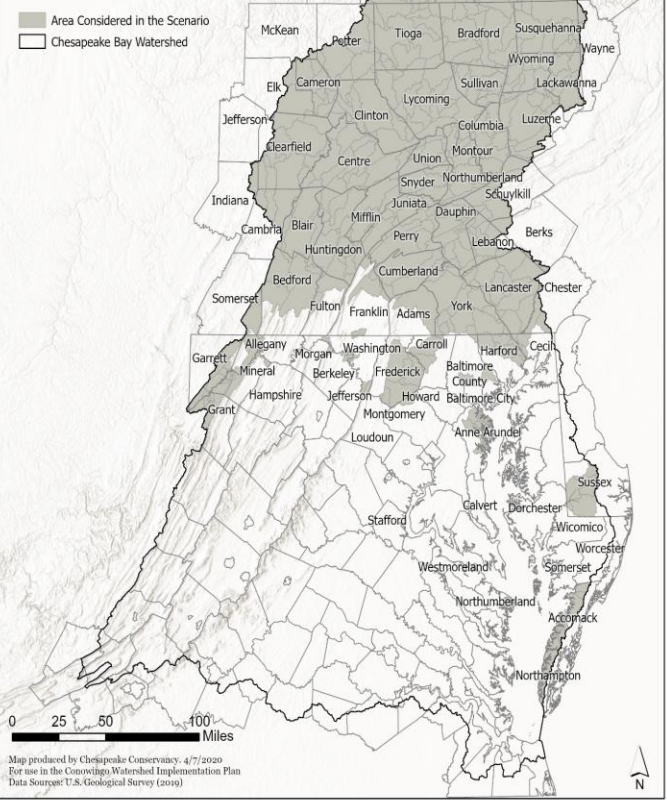 Area Considered in the Scenario
Chesapeake Bay Watershed
McKean
Potter
Tioga
Bradford
Susquehanna
Wayne
Wyoming
Elk
Cameron
Sullivan
Lackawanna
Lycoming
Jefferson
Clinton
Columbia
Luzerne
Clearfield
Centre
Union
Montour
Snyder
Northumberland
Schuylkill
Indiana
Juniata
Mifflin
Dauphin
Cambria
Blair
Perry
Lebanon
Berks
Huntingdon
Bedford
Cumberland
Lancaster
Chester
Somerset
Fulton
Franklin
Adams
York
Allegany
Washington
Carroll
Harford
Cecil
Garrett
Morgan
Mineral
Berkeley
Frederick
Baltimore
County
Hampshire
Jefferson
Howard
Baltimore City
Grant
Montgomery
Loudoun
Anne Arundel
Sussex
Calvert
Dorchester
Stafford
Wicomico
Worcester
Westmoreland
Somerset
Northumberland
Accomack
Northampton
0 25 50 100
Miles
Map produced by Chesapeake Conservancy. 4/7/2020
For use in the Conowingo Watershed Implementation Plan
Data Sources: U.S. Geological Survey (2019)
N